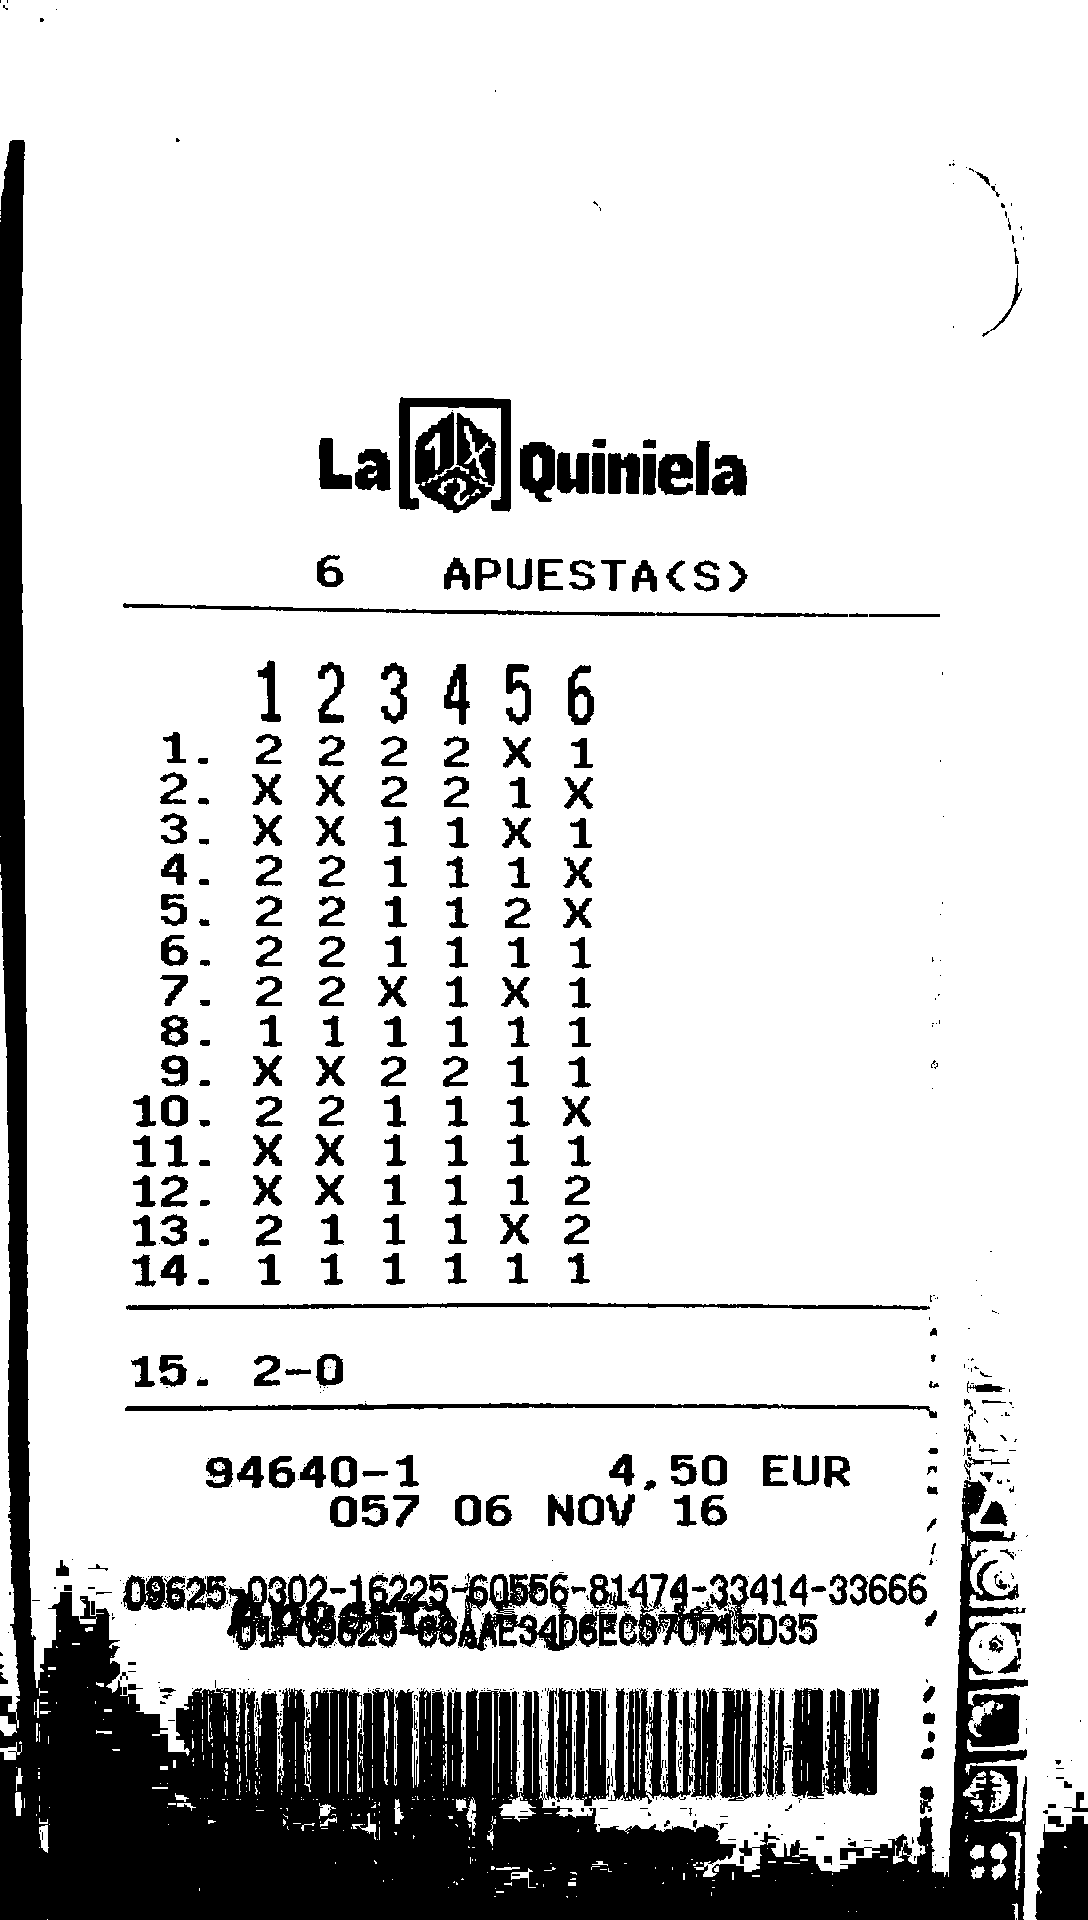 La 1X2 Quiniela
6 APUESTA(S)
1 2 3 4 5 6
1. 2 2 2 2 X 1
2. X X 2 2 1 X
3. X X 1 1 X 1
4. 2 2 1 1 1 X
5. 2 2 1 1 2 X
6. 2 2 1 1 1 1
7. 2 2 X 1 X 1
8. 1 1 1 1 1 1
9. X X 2 2 1 1
10. 2 2 1 1 1 X
11. X X 1 1 1 1
12. X X 1 1 1 2
13. 2 1 1 1 X 2
14. 1 1 1 1 1 1
15. 2-0
94640-1 4,50 EUR
057 06 NOV 16
09625-0302-16225-60556-81474-33414-33666